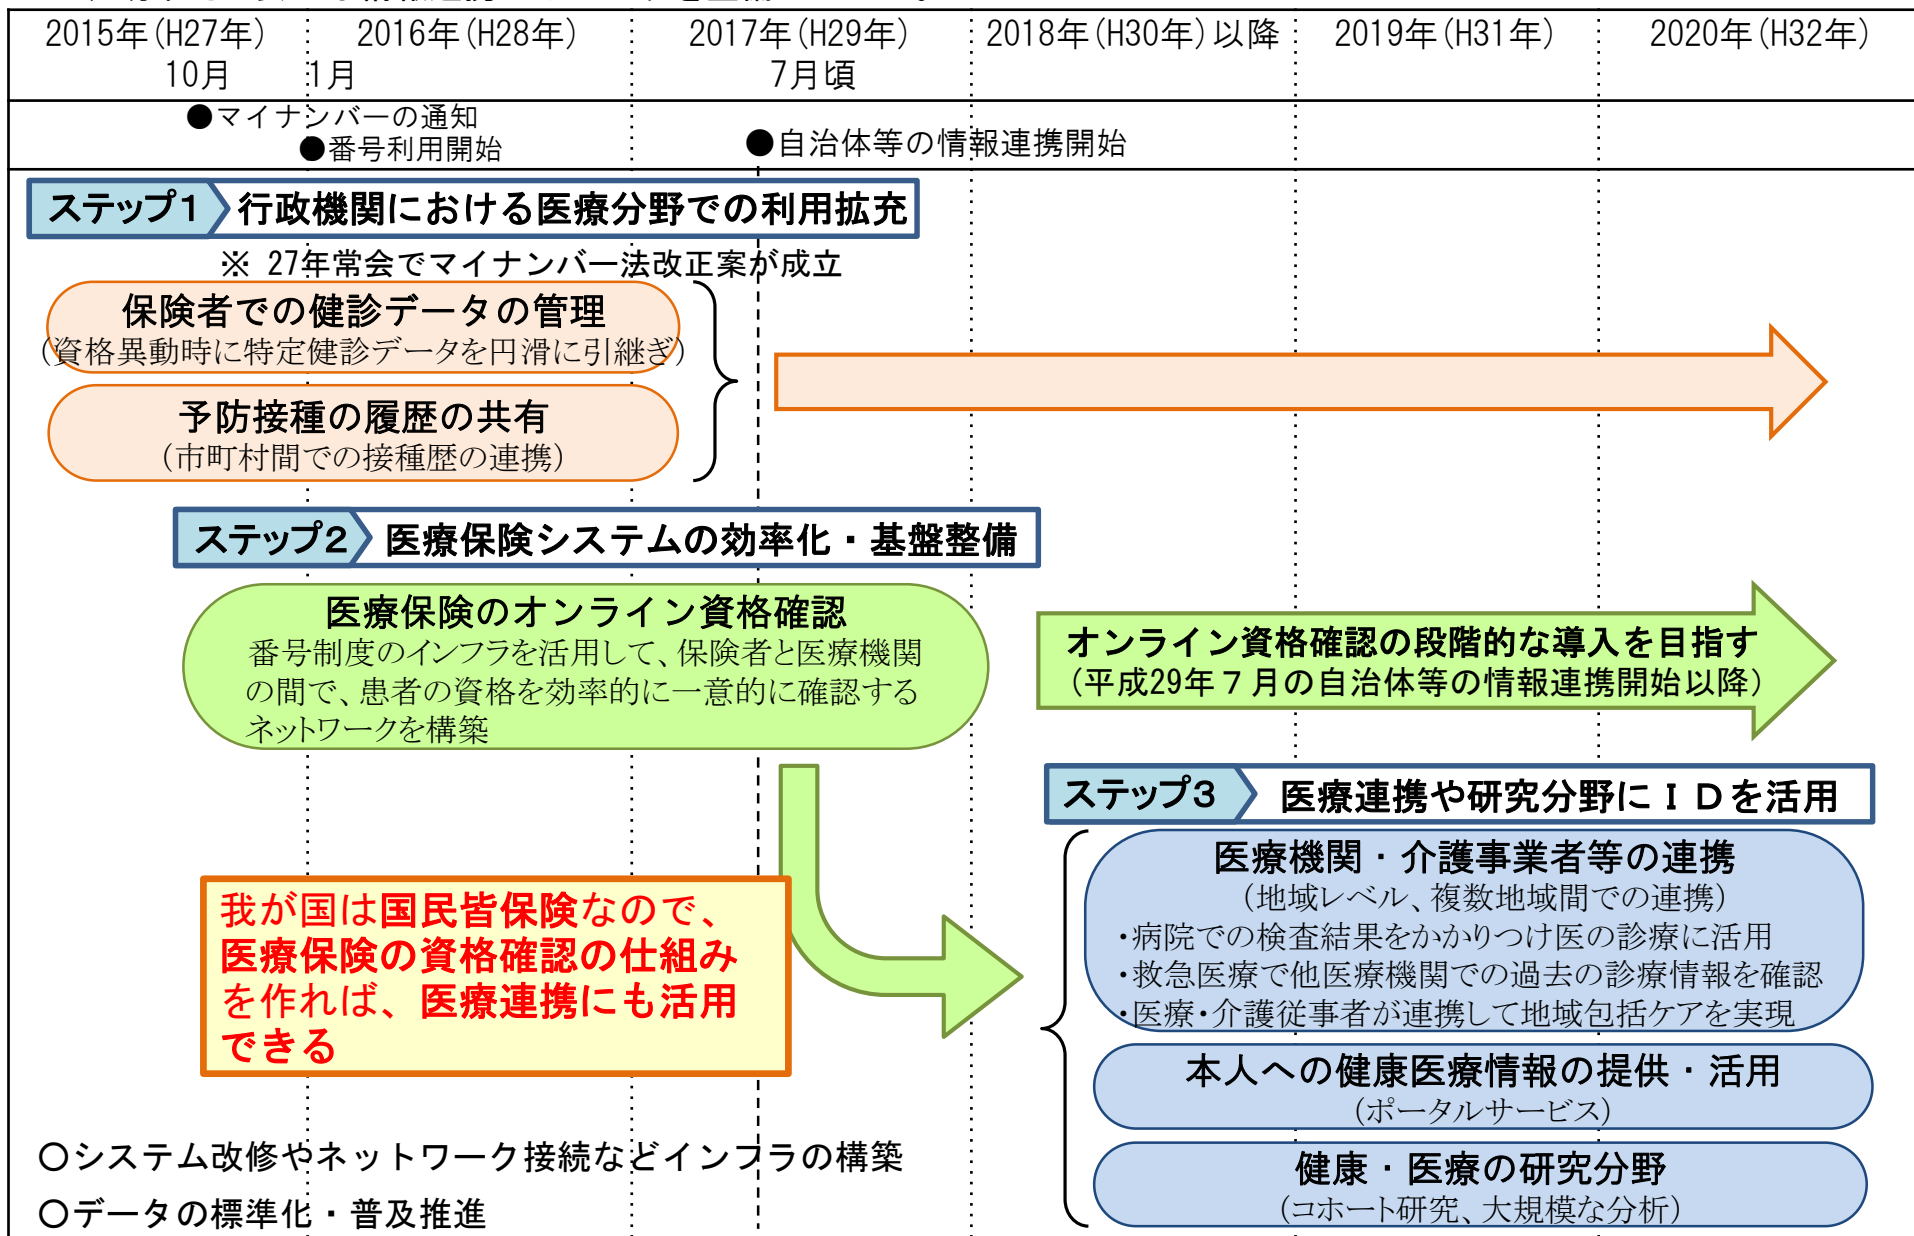 2015年(H27年)
10月
2016年(H28年)
1月
2017年(H29年)
7月頃
2018年(H30年)以降
2019年(H31年)
2020年(H32年)
●マイナンバーの通知
●番号利用開始
●自治体等の情報連携開始
ステップ1 行政機関における医療分野での利用拡充
※ 27年常会でマイナンバー法改正案が成立
保険者での健診データの管理
(資格異動時に特定健診データを円滑に引継ぎ)
予防接種の履歴の共有
(市町村間での接種歴の連携)
ステップ2 医療保険システムの効率化・基盤整備
医療保険のオンライン資格確認
番号制度のインフラを活用して、保険者と医療機関
の間で、患者の資格を効率的に一意的に確認する
ネットワークを構築
オンライン資格確認の段階的な導入を目指す
(平成29年7月の自治体等の情報連携開始以降)
我が国は国民皆保険なので、
医療保険の資格確認の仕組み
を作れば、医療連携にも活用
できる
ステップ3 医療連携や研究分野にIDを活用
医療機関・介護事業者等の連携
(地域レベル、複数地域間での連携)
・病院での検査結果をかかりつけ医の診療に活用
・救急医療で他医療機関での過去の診療情報を確認
・医療・介護従事者が連携して地域包括ケアを実現
本人への健康医療情報の提供・活用
(ポータルサービス)
健康・医療の研究分野
(コホート研究、大規模な分析)
○システム改修やネットワーク接続などインフラの構築
○データの標準化・普及推進